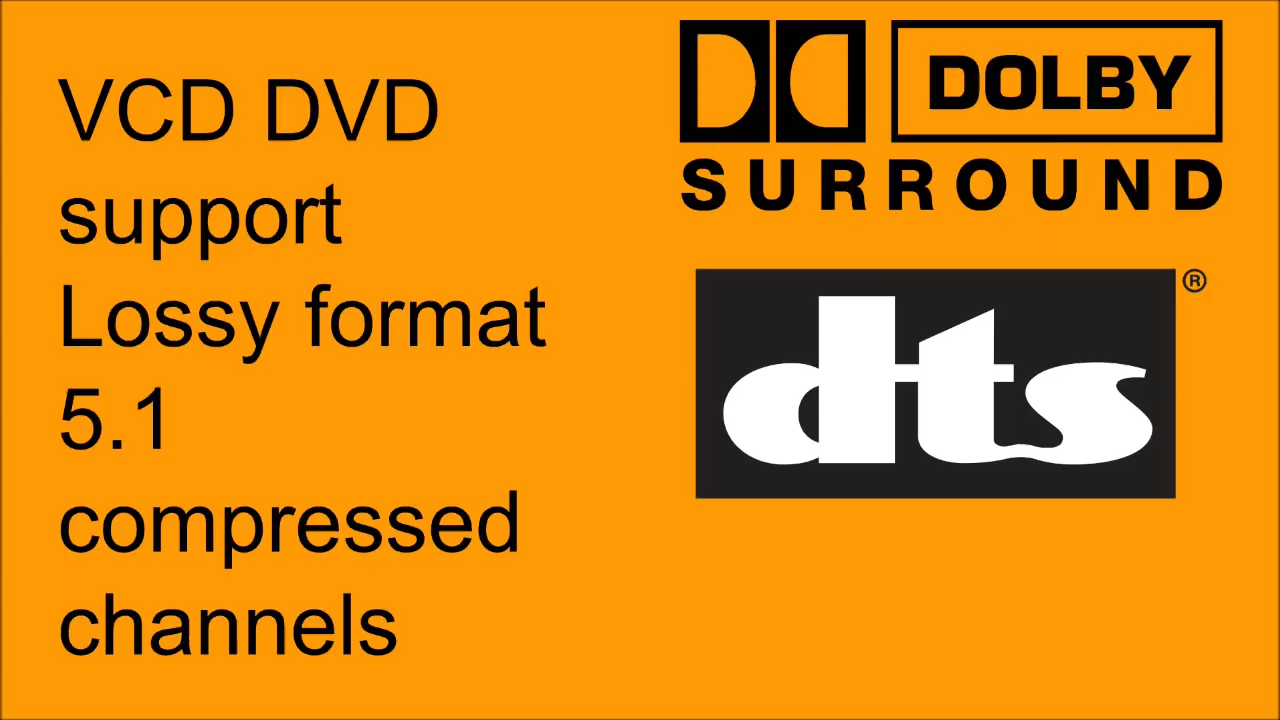 VCD DVD
support
Lossy format
5.1
compressed
channels
DOLBY
SURROUND
dts®